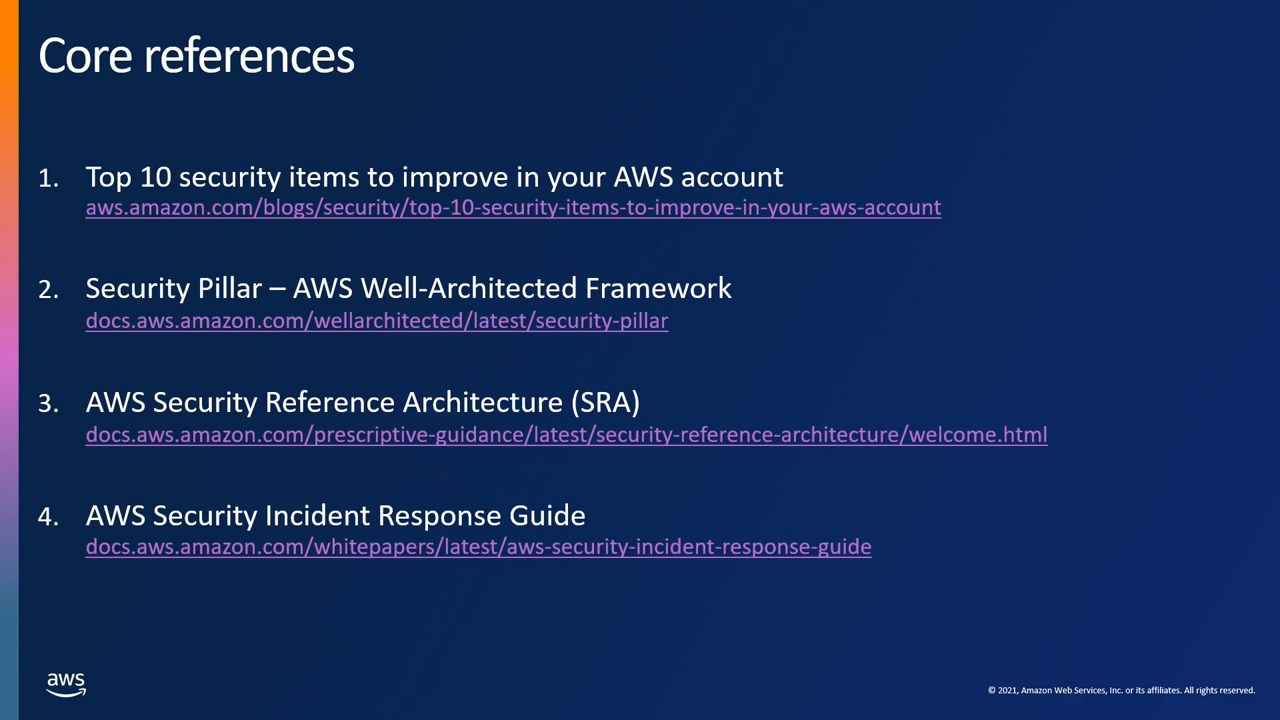 Core references
1. Top 10 security items to improve in your AWS account
aws.amazon.com/blogs/security/top-10-security-items-to-improve-in-your-aws-account
2. Security Pillar – AWS Well-Architected Framework
docs.aws.amazon.com/wellarchitected/latest/security-pillar
3. AWS Security Reference Architecture (SRA)
docs.aws.amazon.com/prescriptive-guidance/latest/security-reference-architecture/welcome.html
4. AWS Security Incident Response Guide
docs.aws.amazon.com/whitepapers/latest/aws-security-incident-response-guide
aws
© 2021, Amazon Web Services, Inc. or its affiliates. All rights reserved.